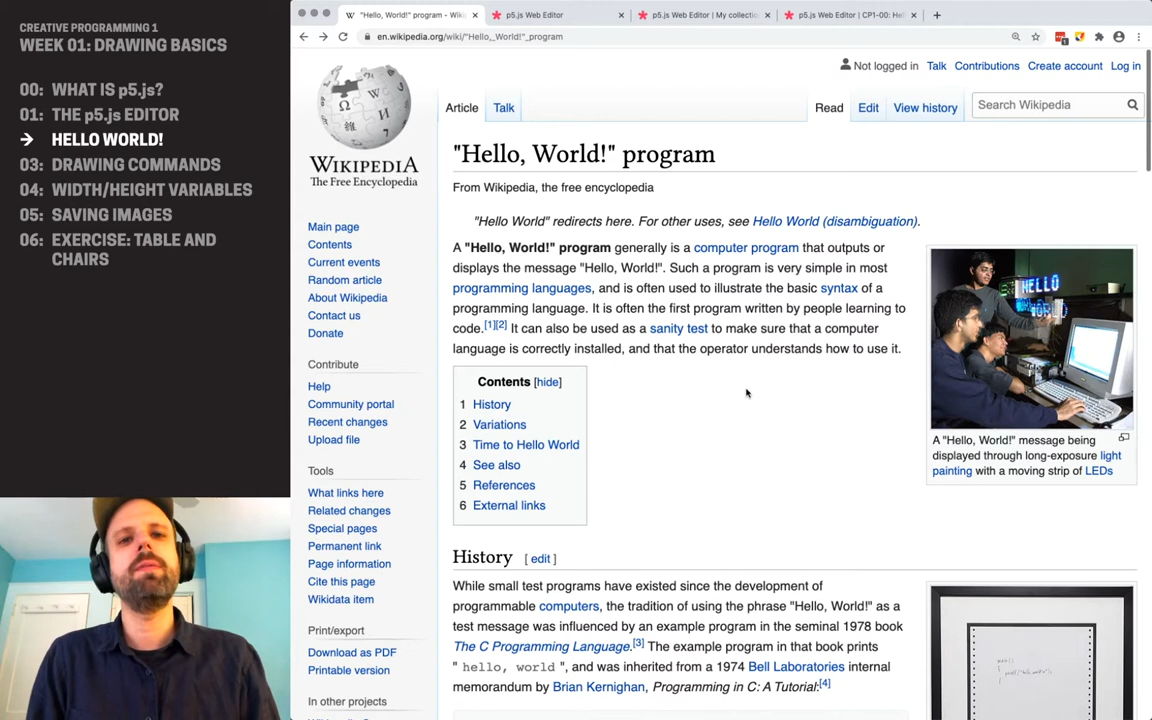 CREATIVE PROGRAMMING 1
WEEK 01: DRAWING BASICS
00: WHAT IS p5.js?
01: THE p5.js EDITOR
→ HELLO WORLD!
03: DRAWING COMMANDS
04: WIDTH/HEIGHT VARIABLES
05: SAVING IMAGES
06: EXERCISE: TABLE AND
CHAIRS
"Hello, World!" program - Wiki
p5.js Web Editor
p5.js Web Editor | My collectio
p5.js Web Editor | CP1-00: Hel
en.wikipedia.org/wiki/"Hello,_World!"_program
Not logged in Talk Contributions Create account Log in
Article Talk Read Edit View history Search Wikipedia
WIKIPEDIA
The Free Encyclopedia
Main page
Contents
Current events
Random article
About Wikipedia
Contact us
Donate
Contribute
Help
Community portal
Recent changes
Upload file
Tools
What links here
Related changes
Special pages
Permanent link
Page information
Cite this page
Wikidata item
Print/export
Download as PDF
Printable version
In other projects
"Hello, World!" program
From Wikipedia, the free encyclopedia
"Hello World" redirects here. For other uses, see Hello World (disambiguation).
A "Hello, World!" program generally is a computer program that outputs or
displays the message "Hello, World!". Such a program is very simple in most
programming languages, and is often used to illustrate the basic syntax of a
programming language. It is often the first program written by people learning to
code.[1][2] It can also be used as a sanity test to make sure that a computer
language is correctly installed, and that the operator understands how to use it.
HELLO
WORLD
A "Hello, World!" message being
displayed through long-exposure light
painting with a moving strip of LEDs
Contents [hide]
1 History
2 Variations
3 Time to Hello World
4 See also
5 References
6 External links
History [ edit ]
While small test programs have existed since the development of
programmable computers, the tradition of using the phrase "Hello, World!" as a
test message was influenced by an example program in the seminal 1978 book
The C Programming Language.[3] The example program in that book prints
" hello, world ", and was inherited from a 1974 Bell Laboratories internal
memorandum by Brian Kernighan, Programming in C: A Tutorial:[4]